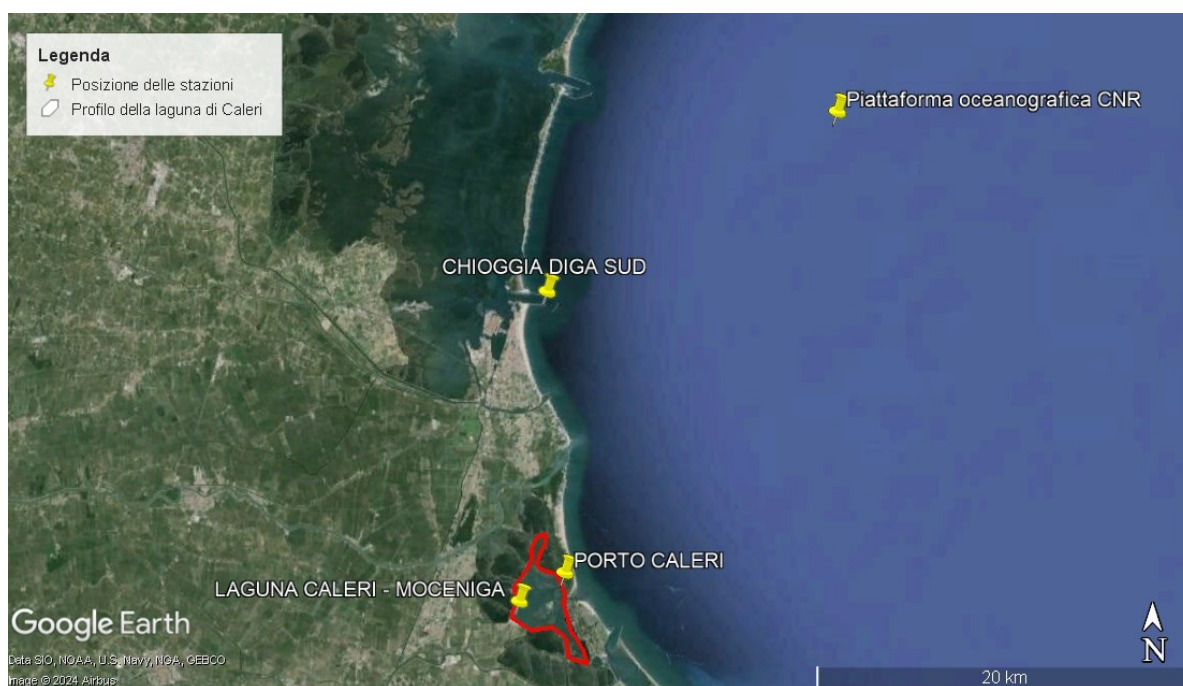 Legenda
Posizione delle stazioni
Profilo della laguna di Caleri
Piattaforma oceanografica CNR
CHIOGGIA DIGA SUD
PORTO CALERI
LAGUNA CALERI - MOCENIGA
Google Earth
Data SIO, NOAA, U.S. Navy, NGA, GEBCO
Image © 2024 Airbus
N
20 km